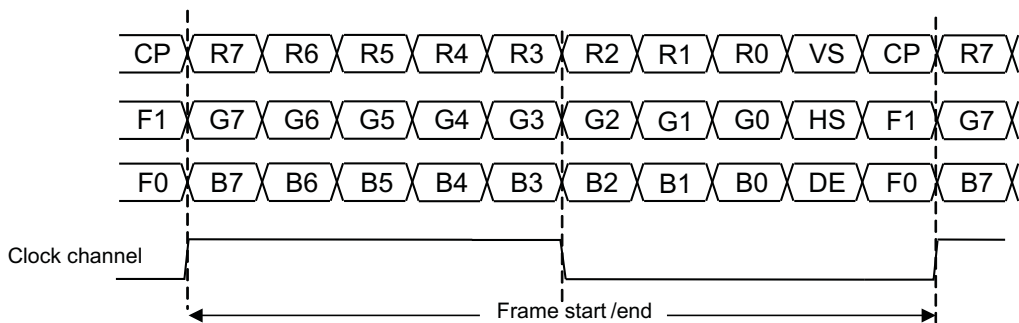 CP R7 R6 R5 R4 R3 R2 R1 R0 VS CP R7
F1 G7 G6 G5 G4 G3 G2 G1 G0 HS F1 G7
F0 B7 B6 B5 B4 B3 B2 B1 B0 DE F0 B7
Clock channel
Frame start/end